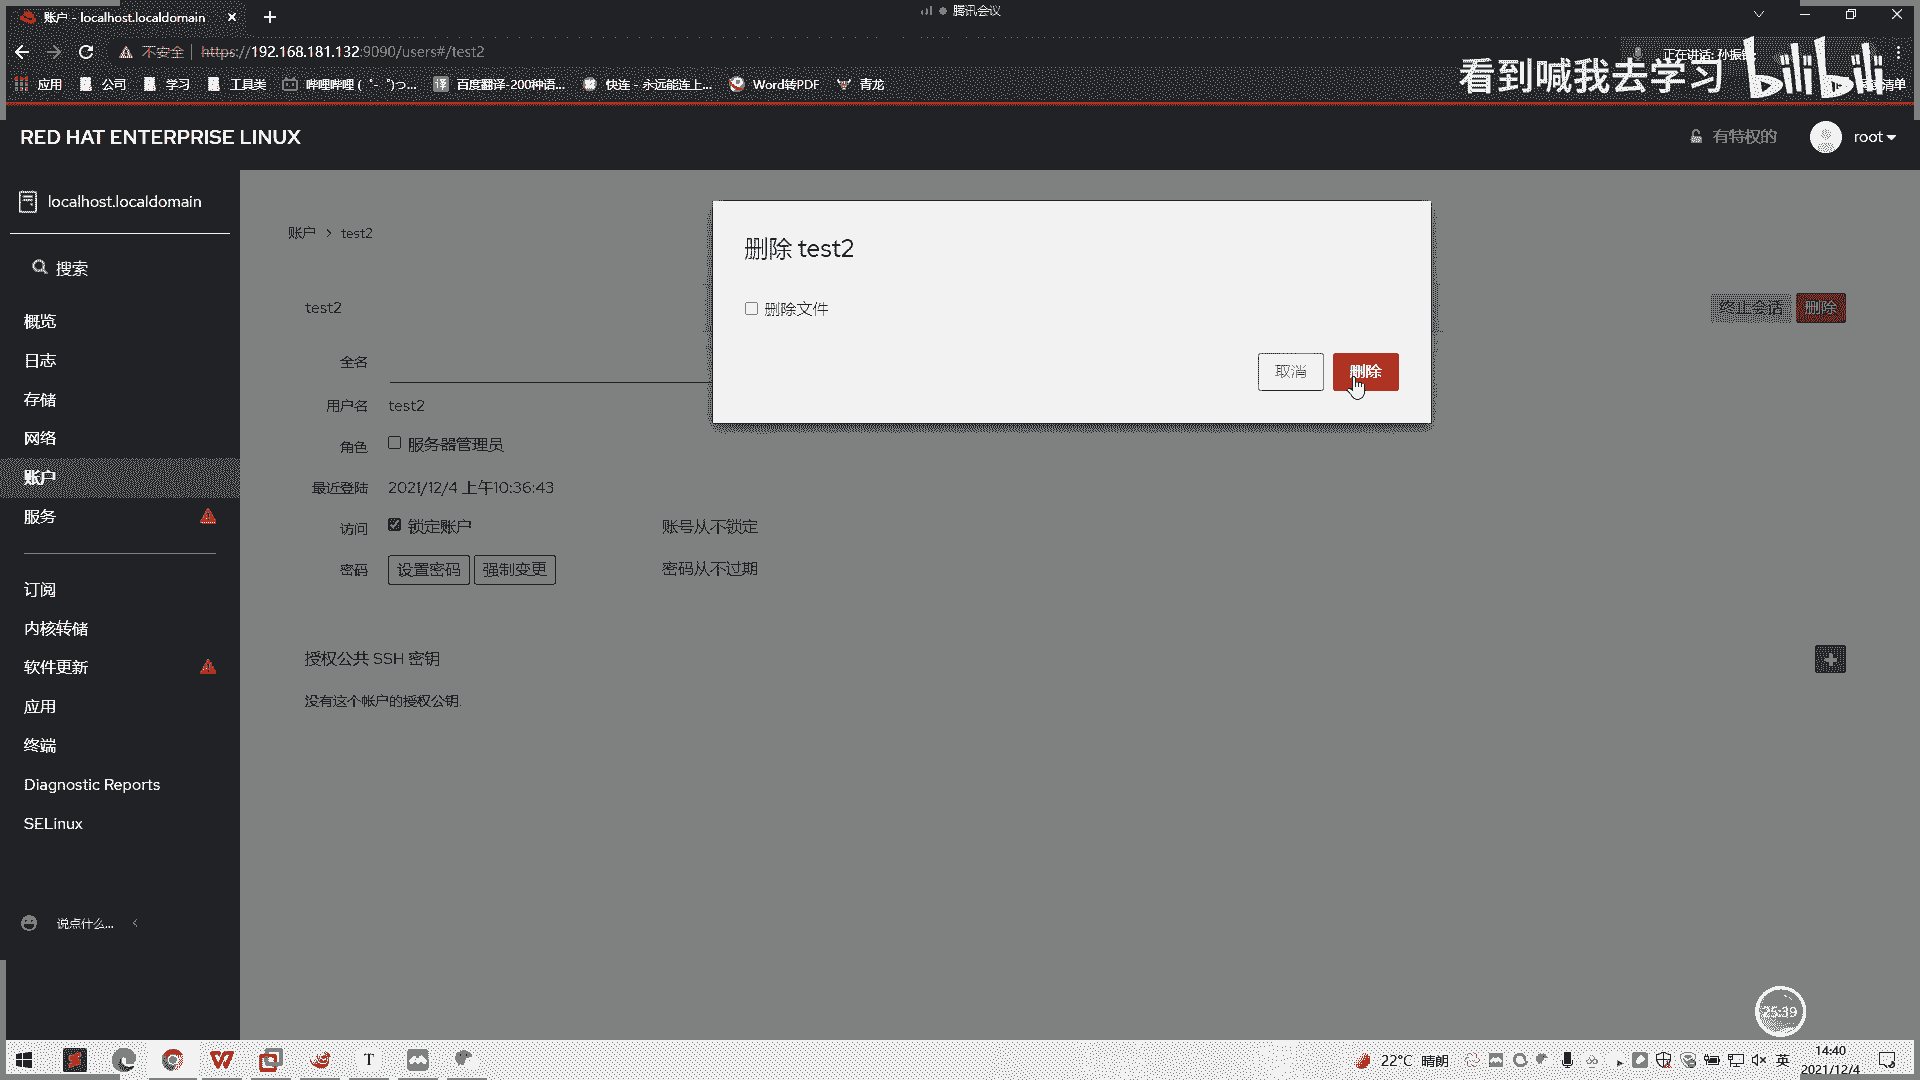 账户 - localhost.localdomain
腾讯会议
不安全 | https://192.168.181.132:9090/users#/test2
正在讲话: 孙振
看到喊我去学习 bilibili
应用 公司 学习 工具类 哔哩哔哩 ( ゜- ゜)つ... 百度翻译-200种语... 快连 - 永远能连上... Word转PDF 青龙 清单
RED HAT ENTERPRISE LINUX
有特权的 root
localhost.localdomain
搜索
概览
日志
存储
网络
账户
服务
订阅
内核转储
软件更新
应用
终端
Diagnostic Reports
SELinux
说点什么...
账户 > test2
test2
终止会话 删除
全名
用户名 test2
角色 服务器管理员
最近登陆 2021/12/4 上午10:36:43
访问 锁定账户 账号从不锁定
密码 设置密码 强制变更 密码从不过期
授权公共 SSH 密钥
没有这个帐户的授权公钥.
删除 test2
删除文件
取消 删除
25:39
22°C 晴朗
英
14:40
2021/12/4